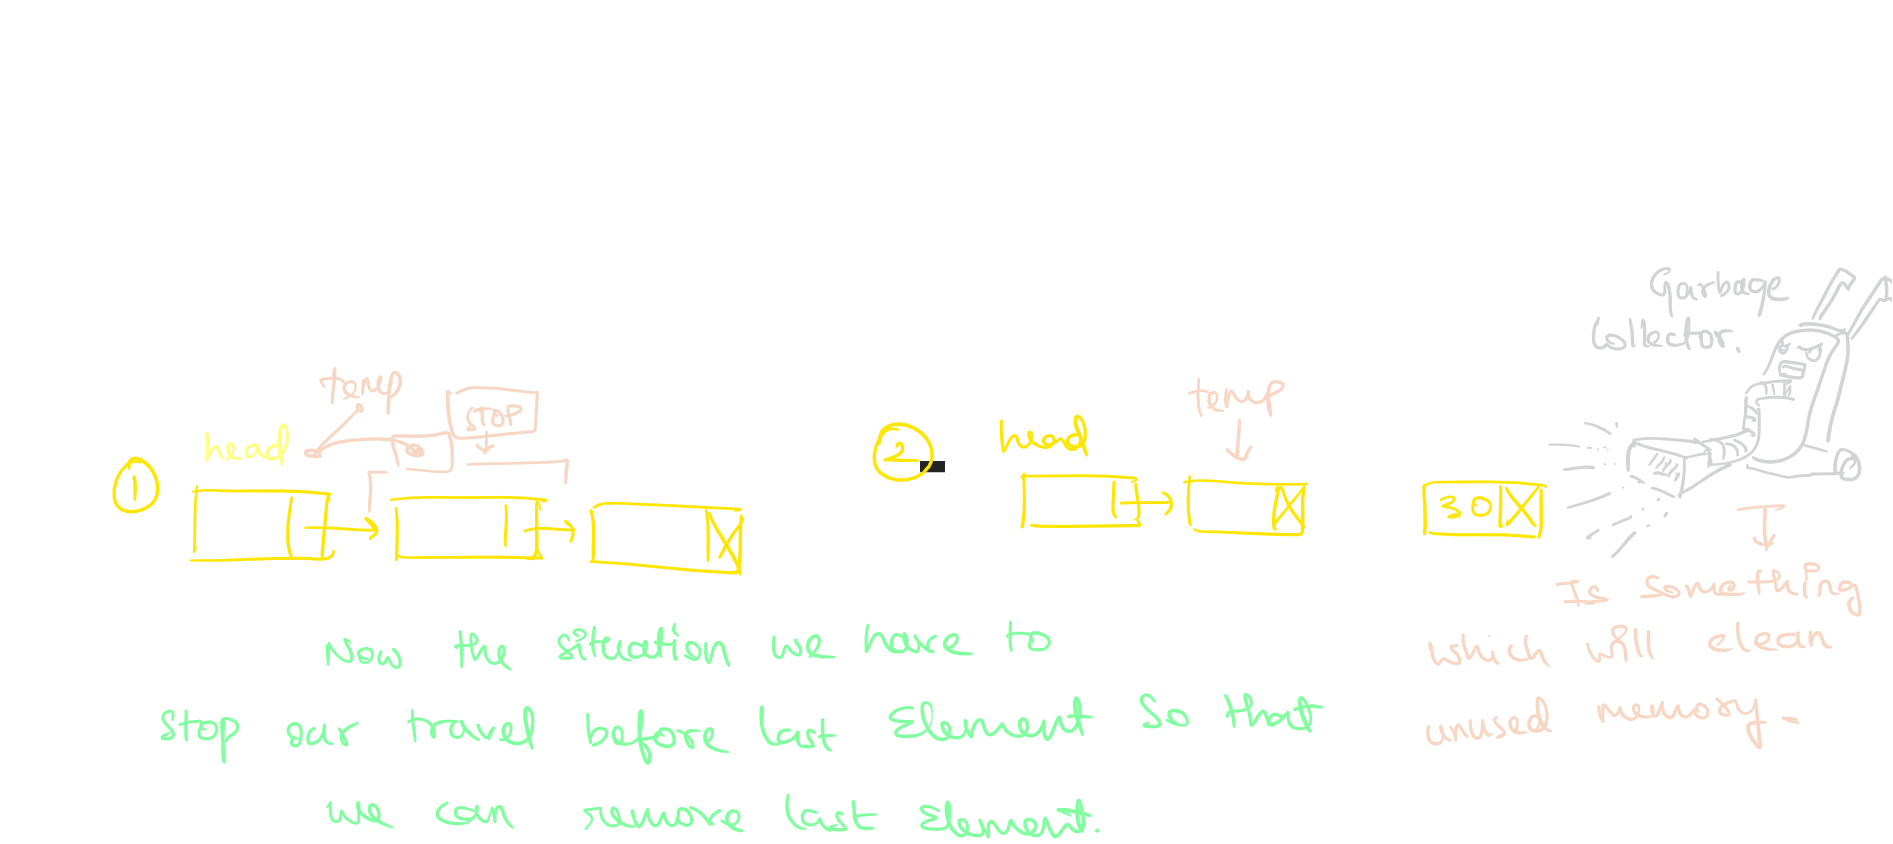 Garbage
Collector.
temp
STOP
head
1
temp
head
2
30
Is something
which will clean
unused memory-
Now the situation we have to
stop our travel before last Element So that
we can remove last Element.